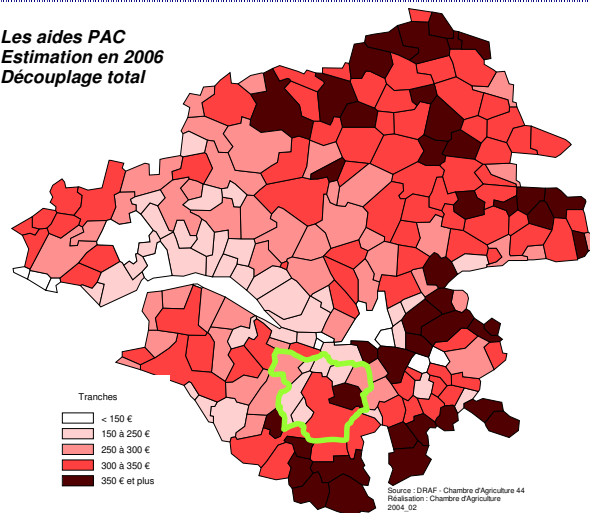 Les aides PAC
Estimation en 2006
Découplage total
Tranches
< 150 €
150 à 250 €
250 à 300 €
300 à 350 €
350 € et plus
Source : DRAF - Chambre d'Agriculture 44
Réalisation : Chambre d'Agriculture
2004_02